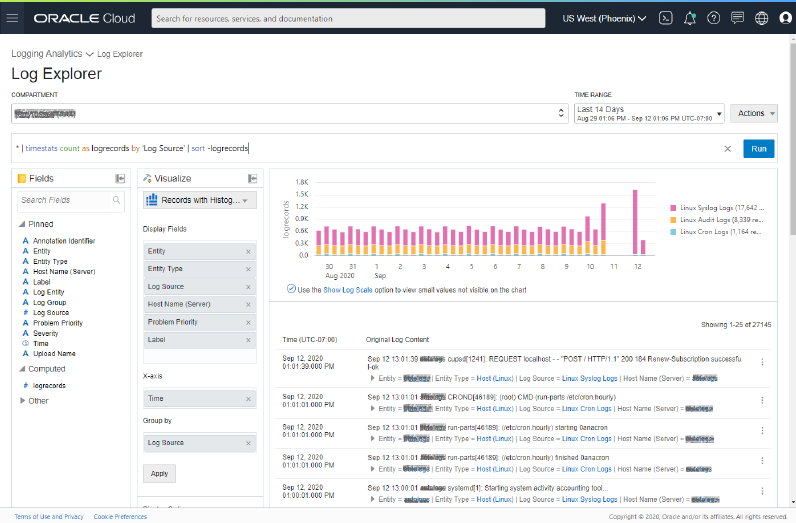 ORACLE Cloud
Search for resources, services, and documentation
US West (Phoenix)
Logging Analytics Log Explorer
Log Explorer
COMPARTMENT
TIME RANGE
Last 14 Days
Aug 29 01:06 PM - Sep 12 01:06 PM UTC-07:00
Actions
* | timestats count as logrecords by 'Log Source' | sort -logrecords
Run
Fields
Search Fields
Pinned
Annotation Identifier
Entity
Entity Type
Host Name (Server)
Label
Log Entity
Log Group
Log Source
Problem Priority
Severity
Time
Upload Name
Computed
logrecords
Other
Visualize
Records with Histog...
Display Fields
Entity
Entity Type
Log Source
Host Name (Server)
Problem Priority
Label
X-axis
Time
Group by
Log Source
Apply
logrecords
1.8K
1.5K
1.2K
0.9K
0.6K
0.3K
0.0
30 31 1 2 3 4 5 6 7 8 9 10 11 12
Aug 2020 Sep
Linux Syslog Logs (17,642 ...
Linux Audit Logs (8,339 re...
Linux Cron Logs (1,164 re...
Use the Show Log Scale option to view small values not visible on the chart
Showing 1-25 of 27145
Time (UTC-07:00) Original Log Content
Sep 12, 2020
01:01:39.000 PM
Sep 12 13:01:39 cupsd[1241]: REQUEST localhost - - "POST / HTTP/1.1" 200 184 Renew-Subscription successfu
l-ok
Entity = | Entity Type = Host (Linux) | Log Source = Linux Syslog Logs | Host Name (Server) =
Sep 12, 2020
01:01:01.000 PM
Sep 12 13:01:01 CROND[46189]: (root) CMD (run-parts /etc/cron.hourly)
Entity = | Entity Type = Host (Linux) | Log Source = Linux Cron Logs | Host Name (Server) =
Sep 12, 2020
01:01:01.000 PM
Sep 12 13:01:01 run-parts[46189]: (/etc/cron.hourly) starting 0anacron
Entity = | Entity Type = Host (Linux) | Log Source = Linux Cron Logs | Host Name (Server) =
Sep 12, 2020
01:01:01.000 PM
Sep 12 13:01:01 run-parts[46189]: (/etc/cron.hourly) finished 0anacron
Entity = | Entity Type = Host (Linux) | Log Source = Linux Cron Logs | Host Name (Server) =
Sep 12, 2020
01:00:01.000 PM
Sep 12 13:00:01 systemd[1]: Starting system activity accounting tool...
Entity = | Entity Type = Host (Linux) | Log Source = Linux Syslog Logs | Host Name (Server) =
Terms of Use and Privacy Cookie Preferences
Copyright © 2020, Oracle and/or its affiliates. All rights reserved.